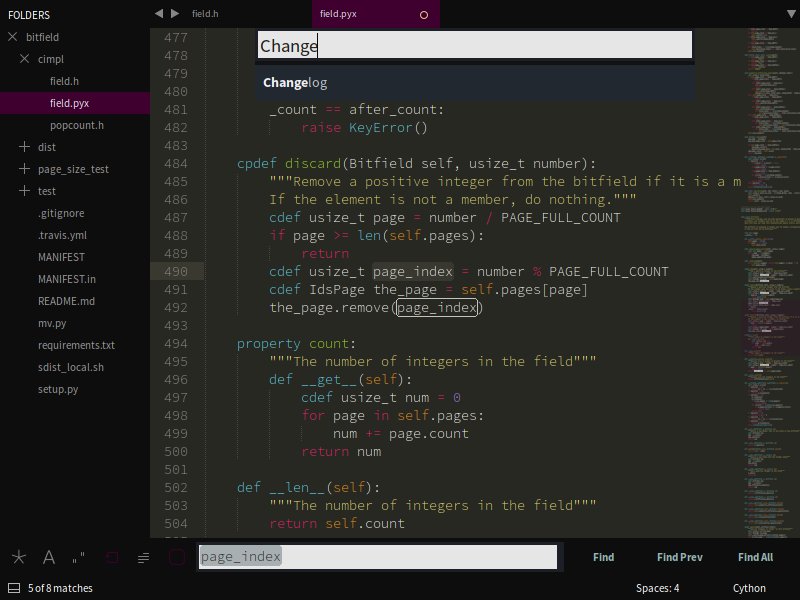 FOLDERS
bitfield
cimpl
field.h
field.pyx
popcount.h
dist
page_size_test
test
.gitignore
.travis.yml
MANIFEST
MANIFEST.in
README.md
mv.py
requirements.txt
sdist_local.sh
setup.py
field.h
field.pyx
Change
Changelog
477
478
479
480
481 _count == after_count:
482 raise KeyError()
483
484 cpdef discard(Bitfield self, usize_t number):
485 """Remove a positive integer from the bitfield if it is a m
486 If the element is not a member, do nothing."""
487 cdef usize_t page = number / PAGE_FULL_COUNT
488 if page >= len(self.pages):
489 return
490 cdef usize_t page_index = number % PAGE_FULL_COUNT
491 cdef IdsPage the_page = self.pages[page]
492 the_page.remove(page_index)
493
494 property count:
495 """The number of integers in the field"""
496 def __get__(self):
497 cdef usize_t num = 0
498 for page in self.pages:
499 num += page.count
500 return num
501
502 def __len__(self):
503 """The number of integers in the field"""
504 return self.count
page_index
Find
Find Prev
Find All
5 of 8 matches
Spaces: 4
Cython